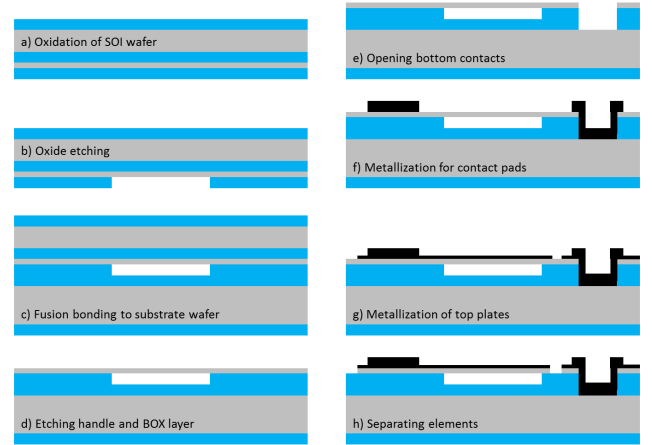 a) Oxidation of SOI wafer
b) Oxide etching
c) Fusion bonding to substrate wafer
d) Etching handle and BOX layer
e) Opening bottom contacts
f) Metallization for contact pads
g) Metallization of top plates
h) Separating elements